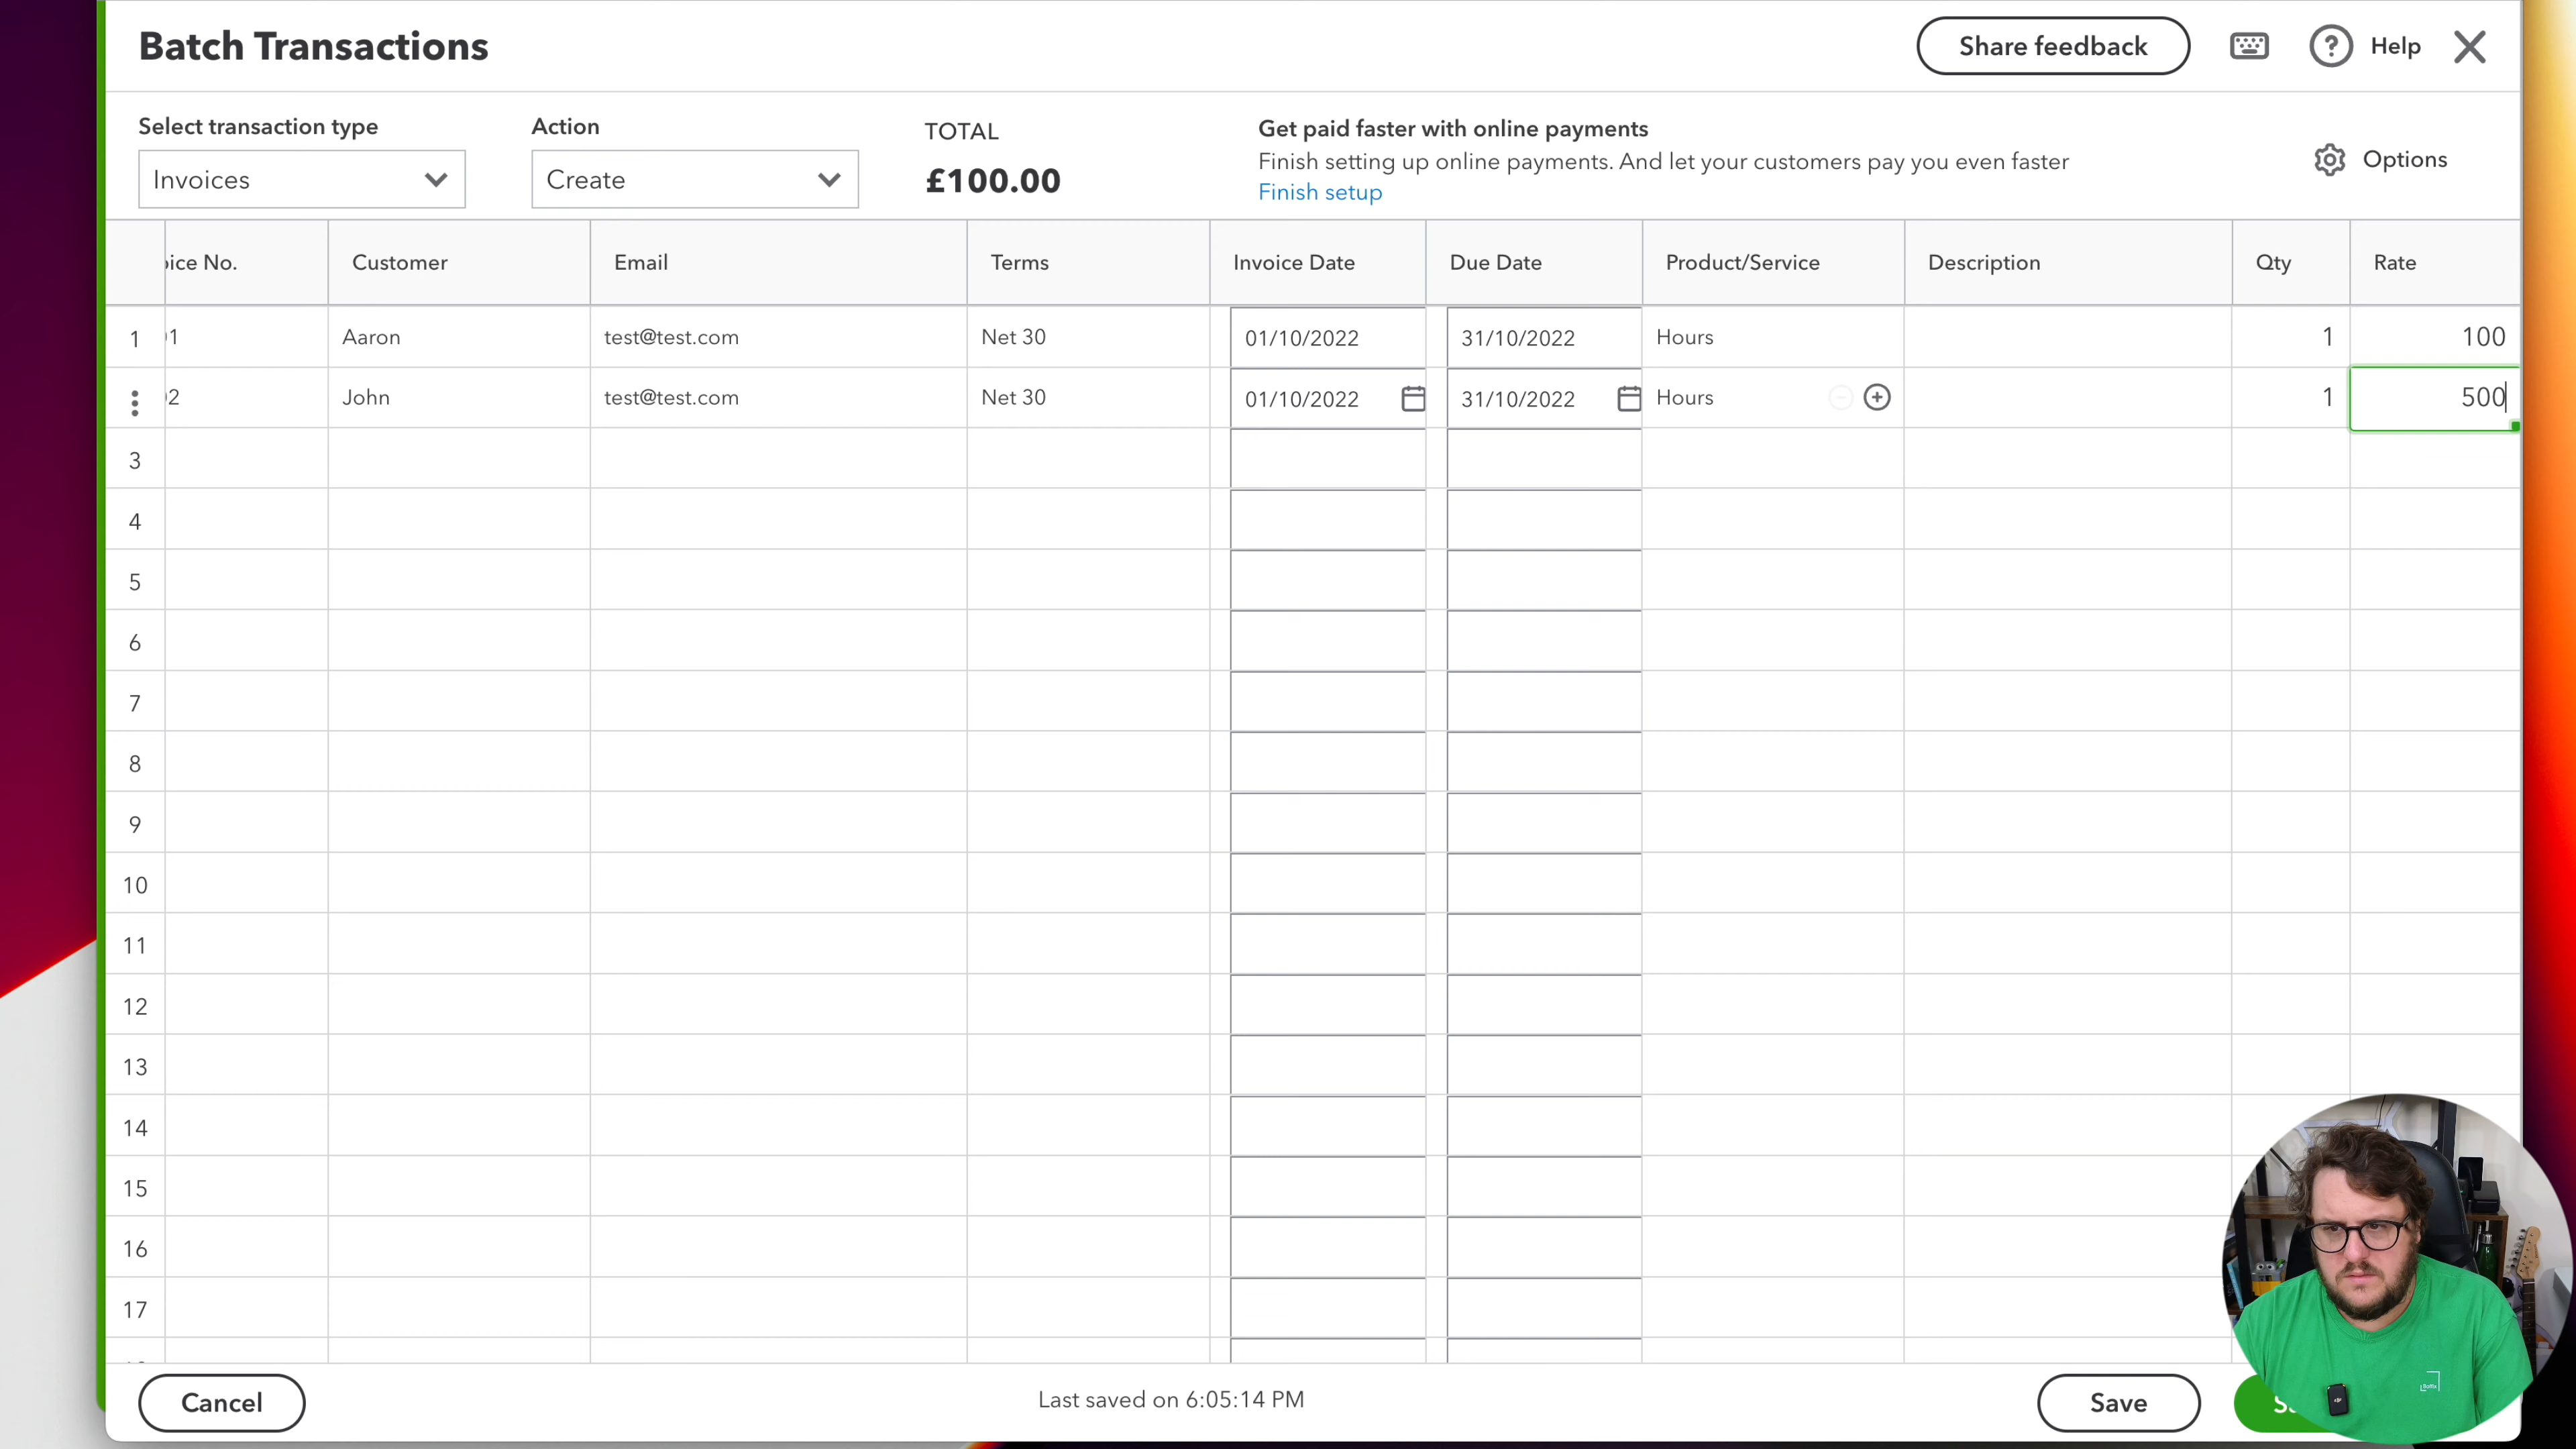 Batch Transactions
Share feedback
Help
Select transaction type
Action
TOTAL
Get paid faster with online payments
Invoices
Create
£100.00
Finish setting up online payments. And let your customers pay you even faster
Finish setup
Options
ice No.
Customer
Email
Terms
Invoice Date
Due Date
Product/Service
Description
Qty
Rate
1 01 Aaron test@test.com Net 30 01/10/2022 31/10/2022 Hours 1 100
02 John test@test.com Net 30 01/10/2022 31/10/2022 Hours 1 500
3
4
5
6
7
8
9
10
11
12
13
14
15
16
17
Cancel
Last saved on 6:05:14 PM
Save